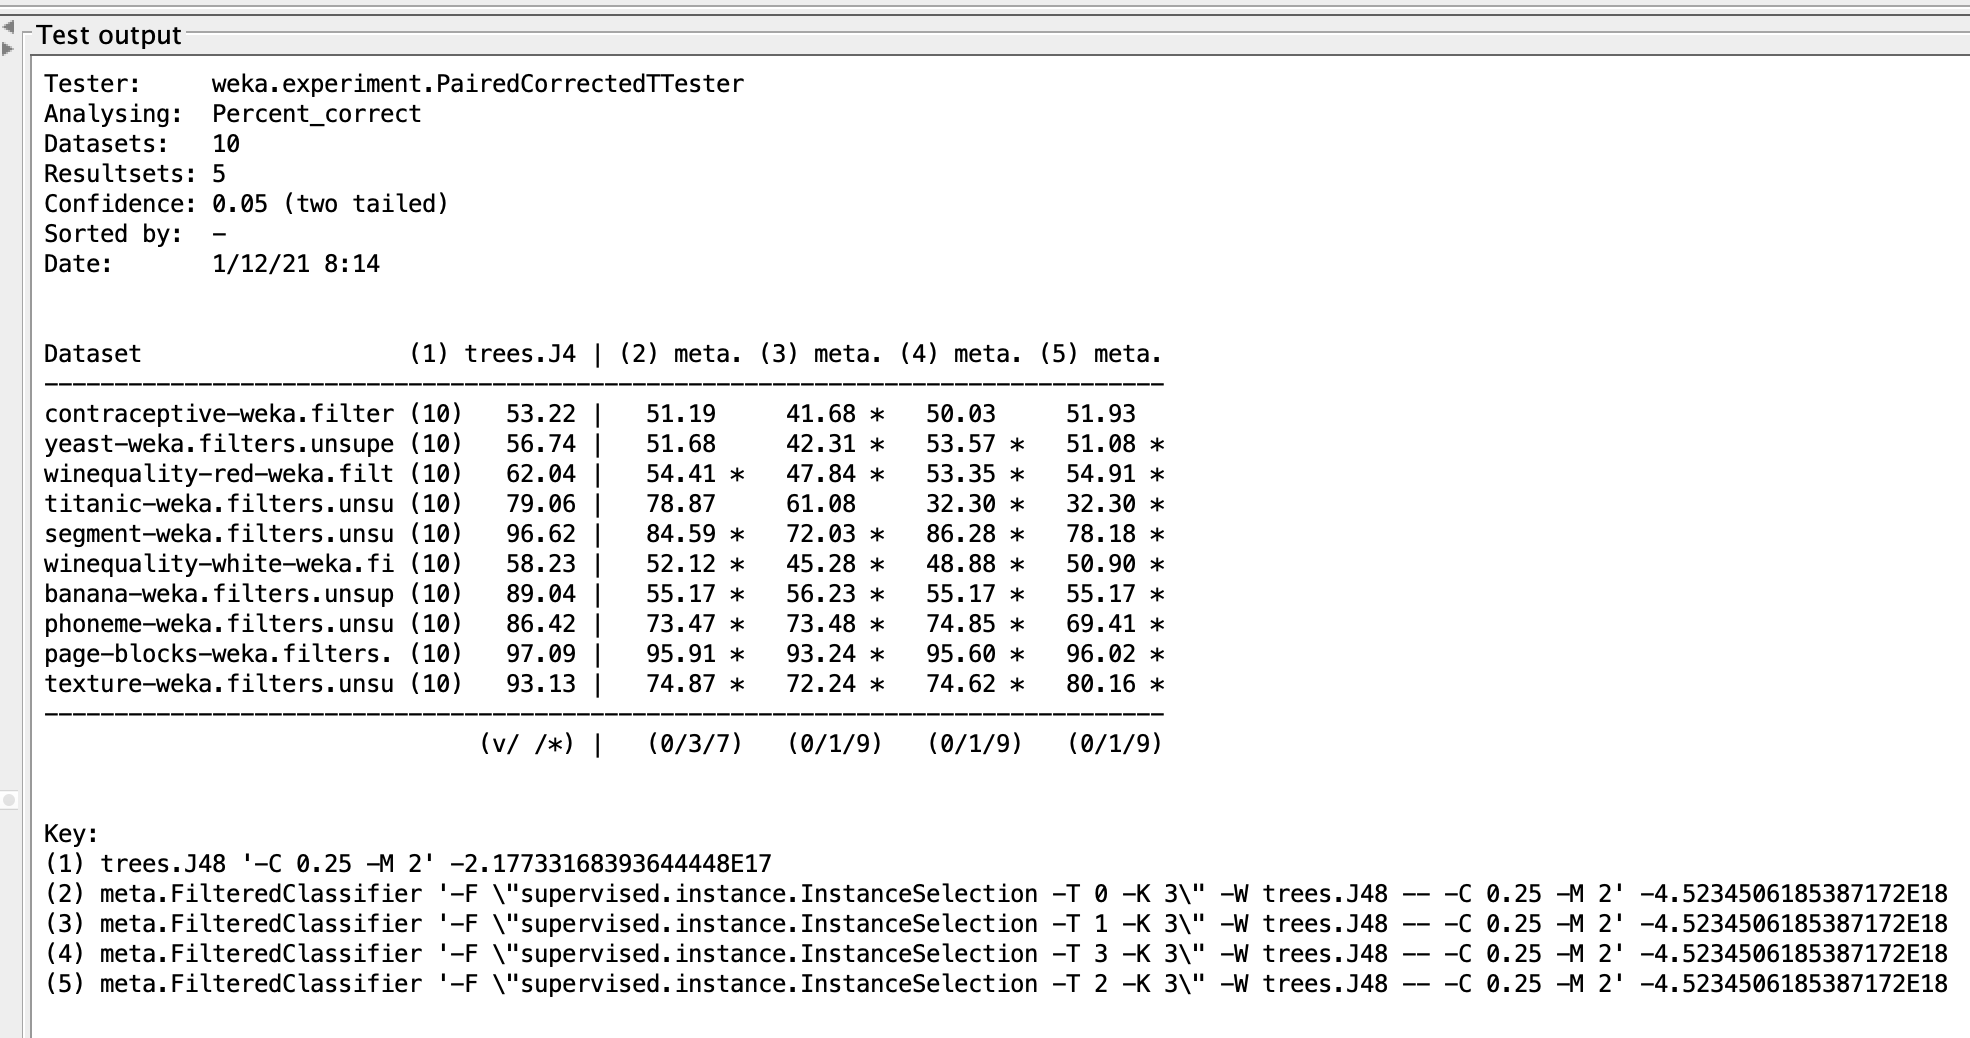 Test output
Tester:     weka.experiment.PairedCorrectedTTester
Analysing:  Percent_correct
Datasets:   10
Resultsets: 5
Confidence: 0.05 (two tailed)
Sorted by:  -
Date:       1/12/21 8:14
Dataset                   (1) trees.J4 | (2) meta. (3) meta. (4) meta. (5) meta.
--------------------------------------------------------------------------------
contraceptive-weka.filter (10)   53.22 |   51.19     41.68 *   50.03     51.93
yeast-weka.filters.unsupe (10)   56.74 |   51.68     42.31 *   53.57 *   51.08 *
winequality-red-weka.filt (10)   62.04 |   54.41 *   47.84 *   53.35 *   54.91 *
titanic-weka.filters.unsu (10)   79.06 |   78.87     61.08     32.30 *   32.30 *
segment-weka.filters.unsu (10)   96.62 |   84.59 *   72.03 *   86.28 *   78.18 *
winequality-white-weka.fi (10)   58.23 |   52.12 *   45.28 *   48.88 *   50.90 *
banana-weka.filters.unsup (10)   89.04 |   55.17 *   56.23 *   55.17 *   55.17 *
phoneme-weka.filters.unsu (10)   86.42 |   73.47 *   73.48 *   74.85 *   69.41 *
page-blocks-weka.filters. (10)   97.09 |   95.91 *   93.24 *   95.60 *   96.02 *
texture-weka.filters.unsu (10)   93.13 |   74.87 *   72.24 *   74.62 *   80.16 *
--------------------------------------------------------------------------------
                               (v/ /*) |   (0/3/7)   (0/1/9)   (0/1/9)   (0/1/9)
Key:
(1) trees.J48 '-C 0.25 -M 2' -2.17733168393644448E17
(2) meta.FilteredClassifier '-F \"supervised.instance.InstanceSelection -T 0 -K 3\" -W trees.J48 -- -C 0.25 -M 2' -4.5234506185387172E18
(3) meta.FilteredClassifier '-F \"supervised.instance.InstanceSelection -T 1 -K 3\" -W trees.J48 -- -C 0.25 -M 2' -4.5234506185387172E18
(4) meta.FilteredClassifier '-F \"supervised.instance.InstanceSelection -T 3 -K 3\" -W trees.J48 -- -C 0.25 -M 2' -4.5234506185387172E18
(5) meta.FilteredClassifier '-F \"supervised.instance.InstanceSelection -T 2 -K 3\" -W trees.J48 -- -C 0.25 -M 2' -4.5234506185387172E18